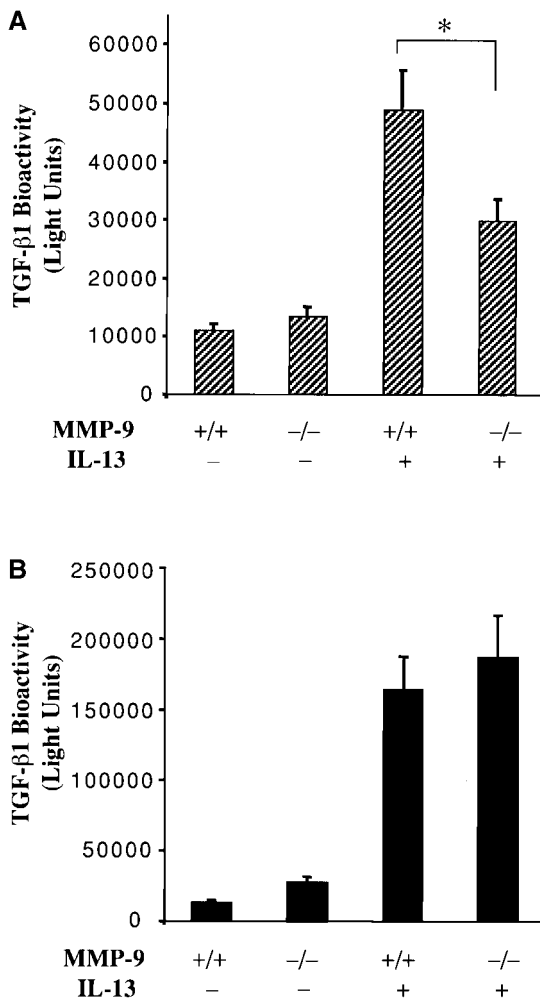 A
TGF-β1 Bioactivity
(Light Units)
60000
50000
40000
30000
20000
10000
0
*
MMP-9 +/+ −/− +/+ −/−
IL-13 − − + +
B
TGF-β1 Bioactivity
(Light Units)
250000
200000
150000
100000
50000
0
MMP-9 +/+ −/− +/+ −/−
IL-13 − − + +